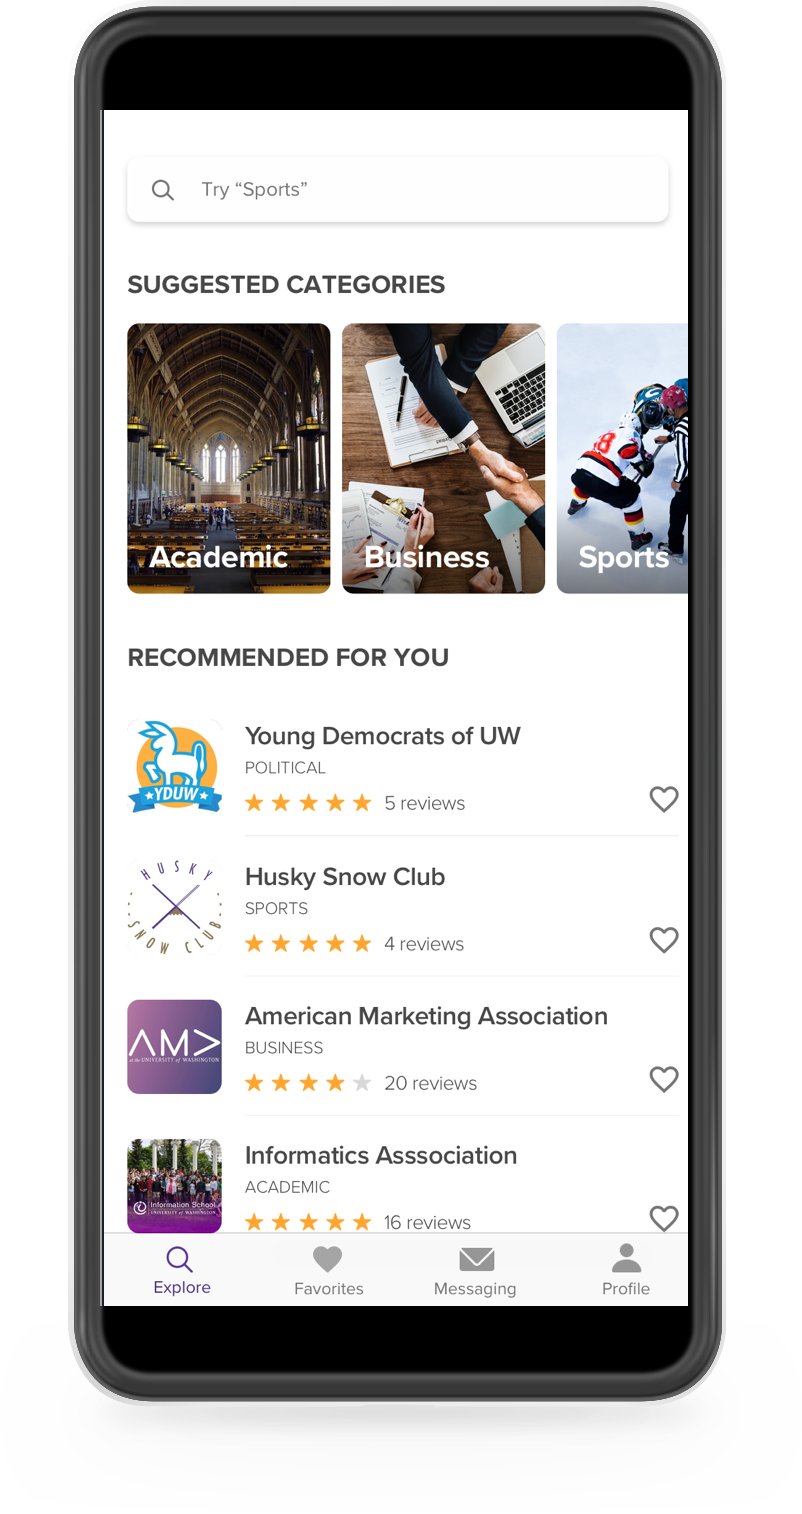 Try “Sports”
SUGGESTED CATEGORIES
Academic
Business
Sports
RECOMMENDED FOR YOU
YDUW
Young Democrats of UW
POLITICAL
5 reviews
HUSKY
SNOW CLUB
Husky Snow Club
SPORTS
4 reviews
AMA
at the UNIVERSITY of WASHINGTON
American Marketing Association
BUSINESS
20 reviews
Information School
UNIVERSITY of WASHINGTON
Informatics Asssociation
ACADEMIC
16 reviews
Explore
Favorites
Messaging
Profile